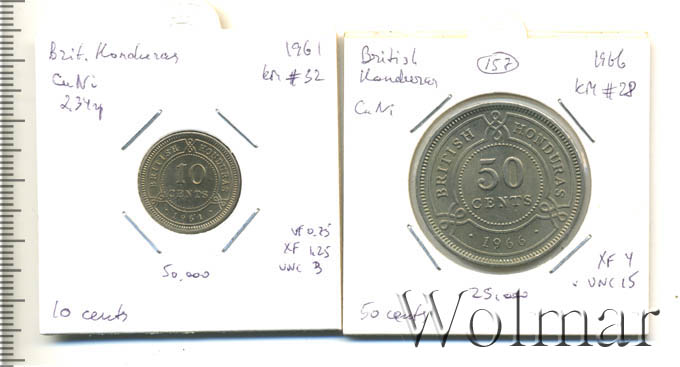 Brit. Honduras
1961
CuNi
KM #32
2,34g
BRITISH HONDURAS
10
CENTS
1961
50,000
VF 0.75
XF 1.25
UNC 3
10 cents
British
Honduras
157
1966
KM #28
CuNi
BRITISH HONDURAS
50
CENTS
· 1966 ·
25,000
XF 4
UNC 15
50 cents
Wolmar